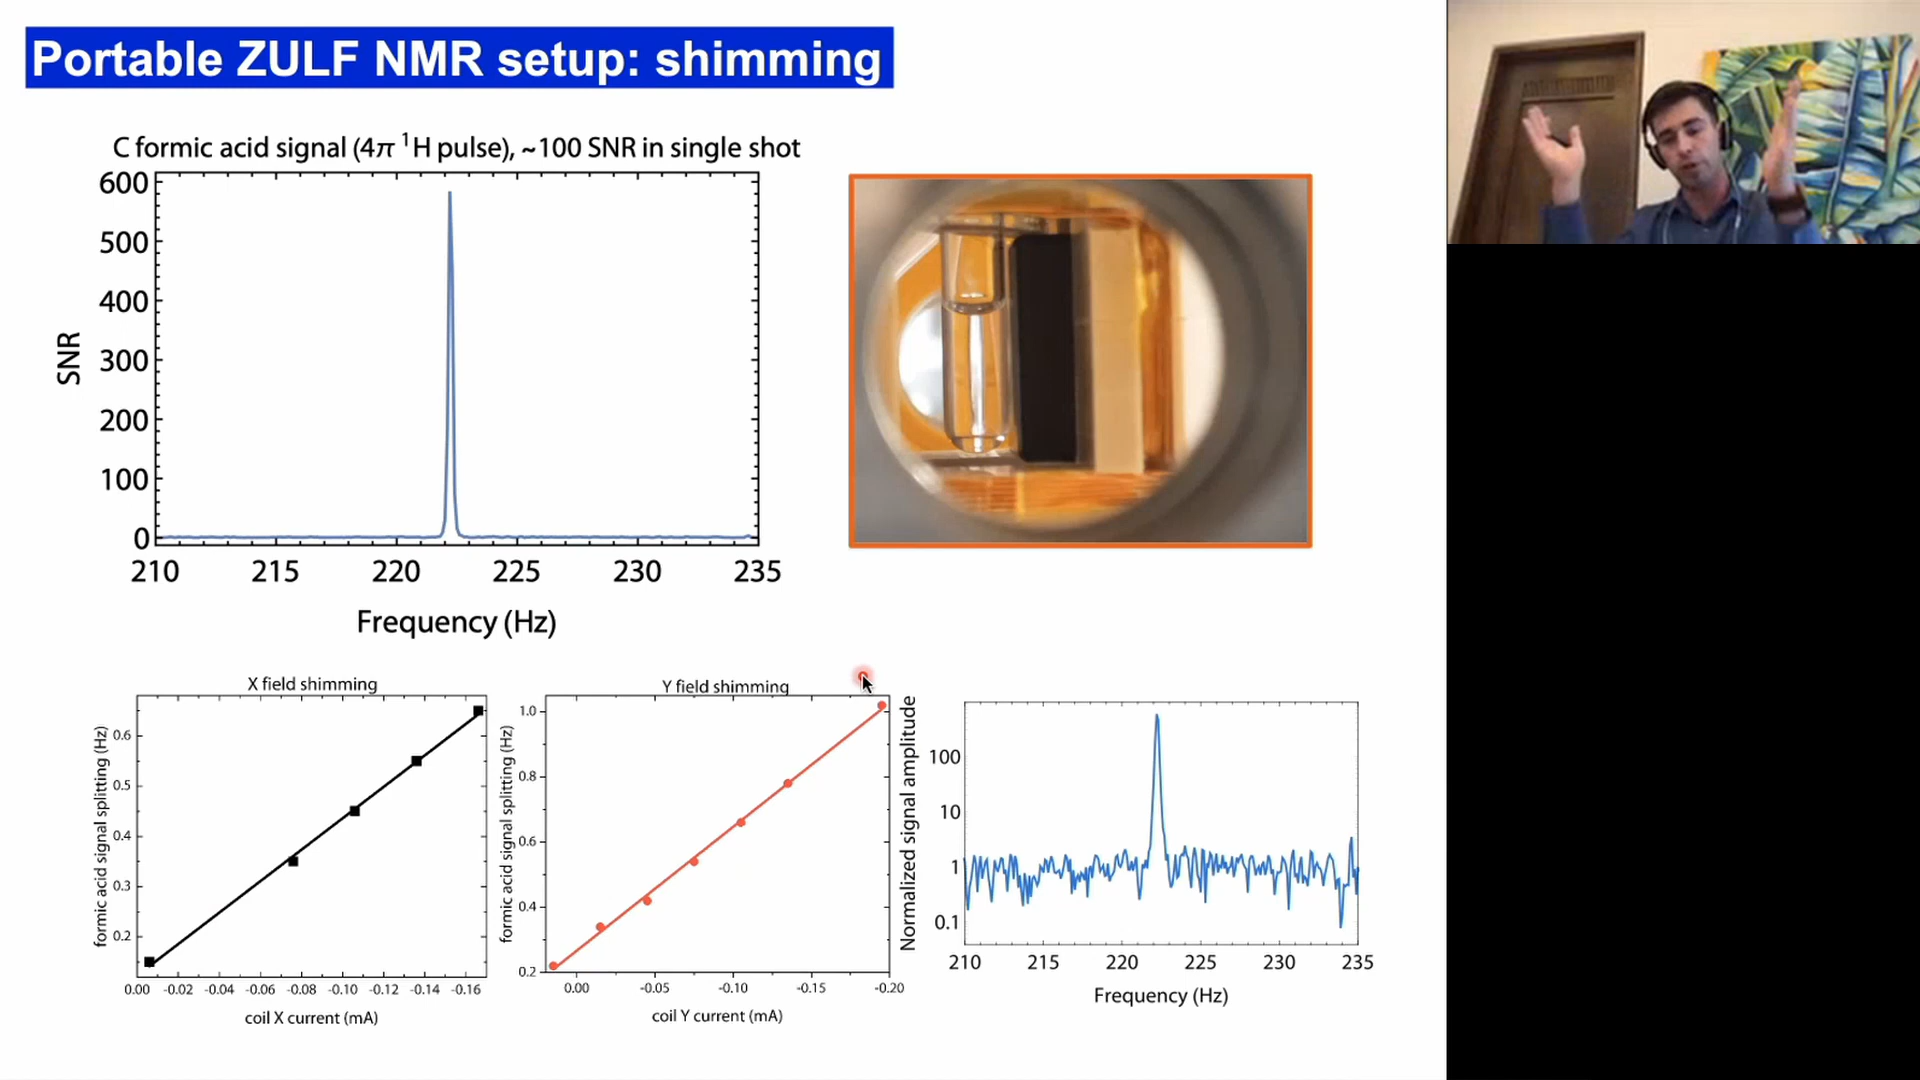 Portable ZULF NMR setup: shimming
C formic acid signal (4π ¹H pulse), ~100 SNR in single shot
600
500
400
300
200
100
0
SNR
210 215 220 225 230 235
Frequency (Hz)
X field shimming
0.6
0.5
0.4
0.3
0.2
formic acid signal splitting (Hz)
0.00 -0.02 -0.04 -0.06 -0.08 -0.10 -0.12 -0.14 -0.16
coil X current (mA)
Y field shimming
1.0
0.8
0.6
0.4
0.2
formic acid signal splitting (Hz)
0.00 -0.05 -0.10 -0.15 -0.20
coil Y current (mA)
Normalized signal amplitude
100
10
1
0.1
210 215 220 225 230 235
Frequency (Hz)